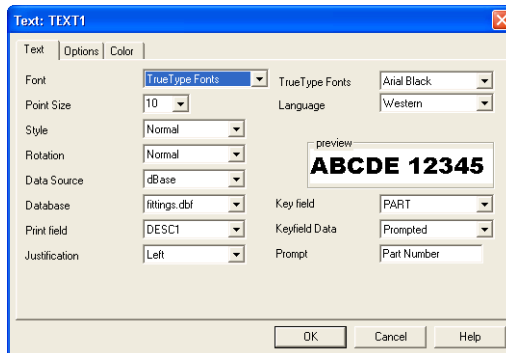 Text: TEXT1
Text Options Color
Font TrueType Fonts TrueType Fonts Arial Black
Point Size 10 Language Western
Style Normal
preview
Rotation Normal ABCDE 12345
Data Source dBase
Database fittings.dbf Key field PART
Print field DESC1 Keyfield Data Prompted
Justification Left Prompt Part Number
OK Cancel Help